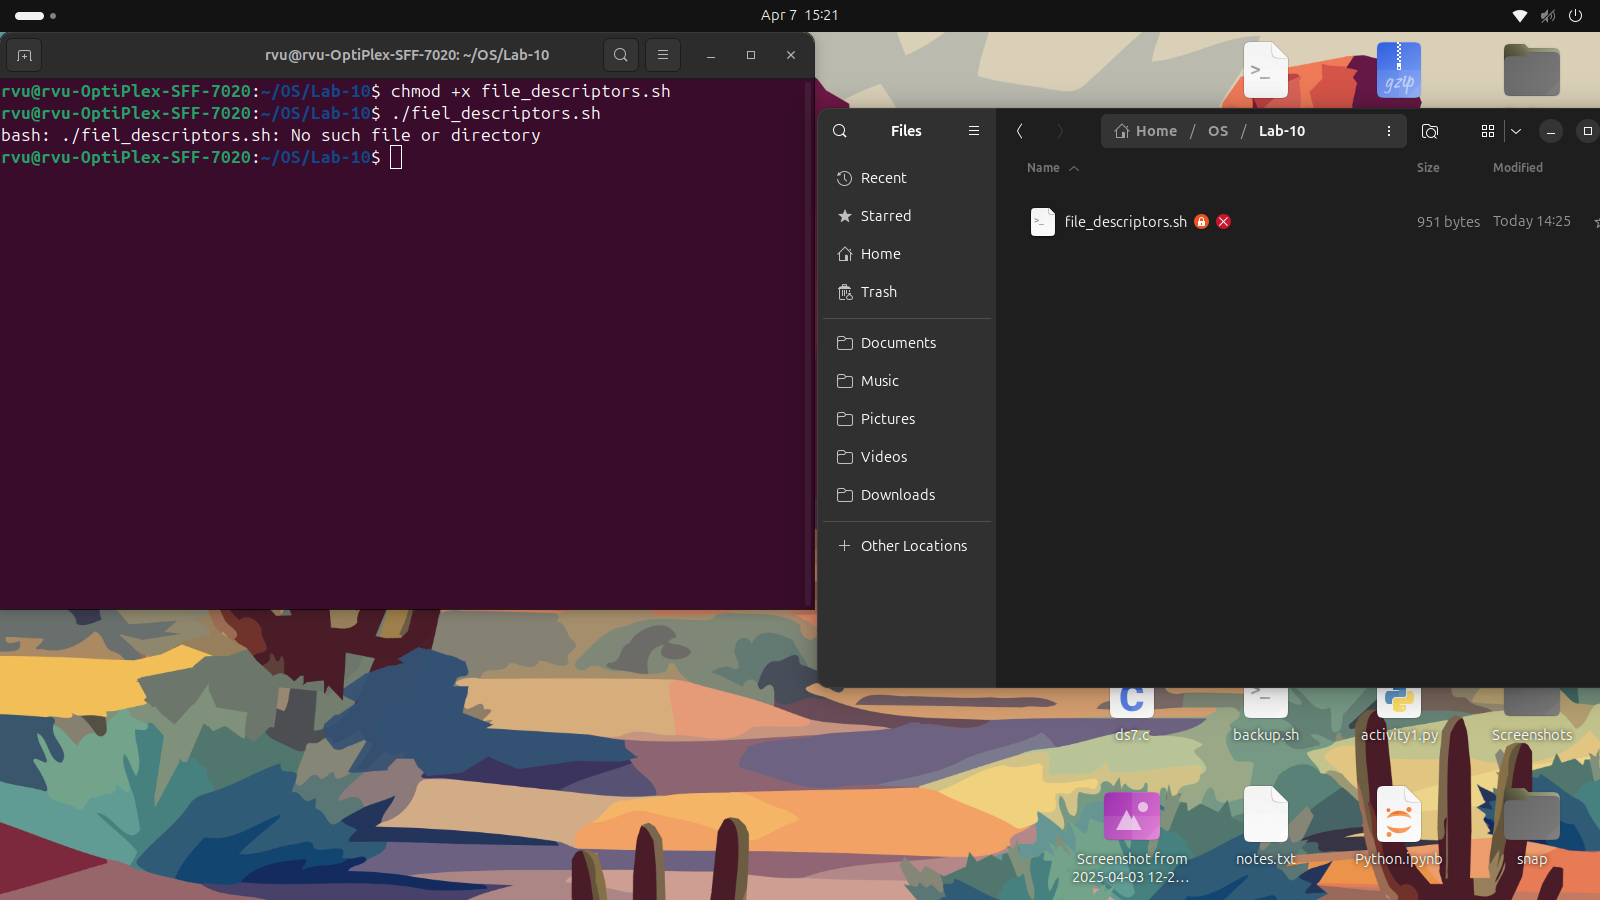 Apr 7 15:21
rvu@rvu-OptiPlex-SFF-7020: ~/OS/Lab-10
rvu@rvu-OptiPlex-SFF-7020:~/OS/Lab-10$ chmod +x file_descriptors.sh
rvu@rvu-OptiPlex-SFF-7020:~/OS/Lab-10$ ./fiel_descriptors.sh
bash: ./fiel_descriptors.sh: No such file or directory
rvu@rvu-OptiPlex-SFF-7020:~/OS/Lab-10$
>_
gzip
Files
Home / OS / Lab-10
Name Size Modified
Recent
Starred
Home
Trash
Documents
Music
Pictures
Videos
Downloads
+ Other Locations
>_ file_descriptors.sh 951 bytes Today 14:25
C
>_
ds7.c
backup.sh
activity1.py
Screenshots
Screenshot from
2025-04-03 12-2...
notes.txt
Python.ipynb
snap